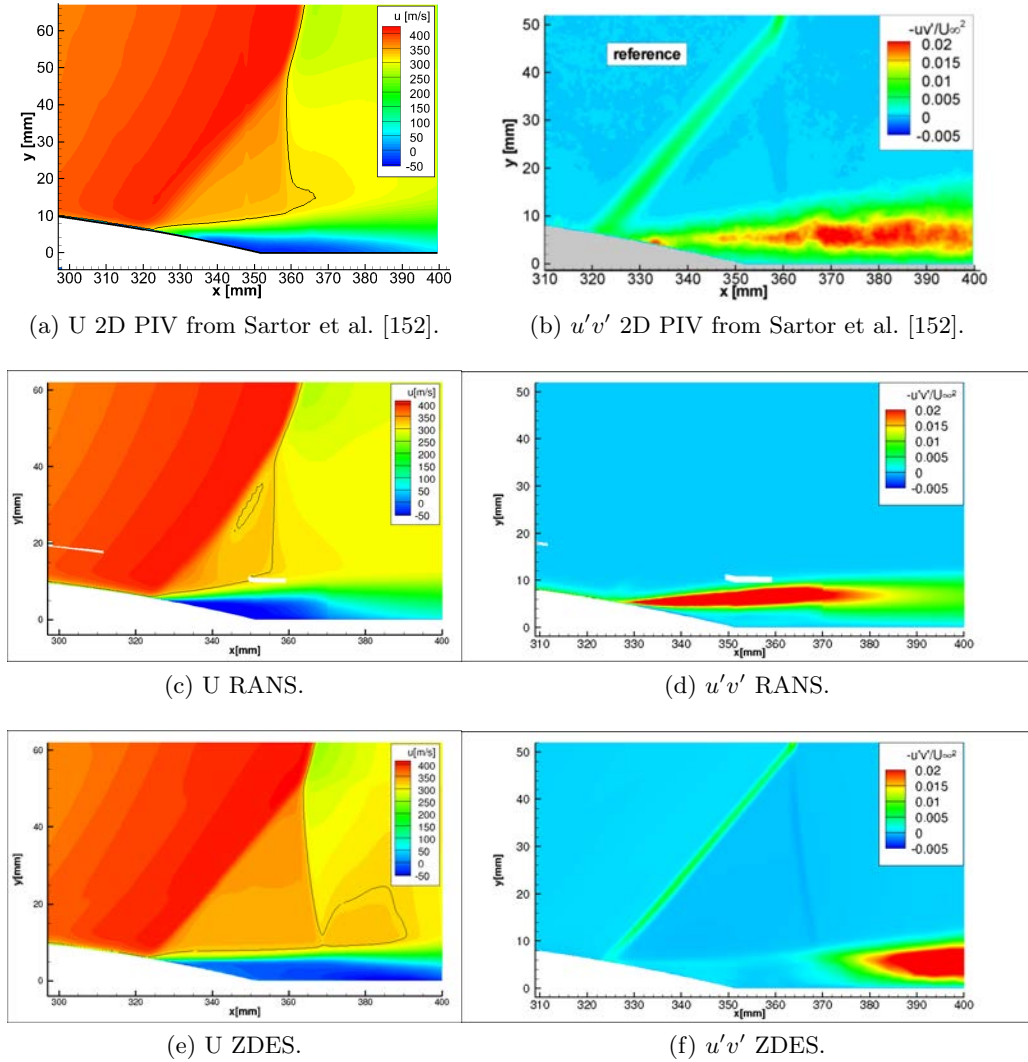 u [m/s]
400
350
300
250
200
150
100
50
0
-50
y [mm]
60
50
40
30
20
10
0
300 310 320 330 340 350 360 370 380 390 400
x [mm]
(a) U 2D PIV from Sartor et al. [152].
reference
-uv'/U∞²
0.02
0.015
0.01
0.005
0
-0.005
y [mm]
50
40
30
20
10
0
310 320 330 340 350 360 370 380 390 400
x [mm]
(b) u'v' 2D PIV from Sartor et al. [152].
u[m/s]
400
350
300
250
200
150
100
50
0
-50
y[mm]
60
40
20
0
300 320 340 360 380 400
x[mm]
(c) U RANS.
-u'v'/U∞²
0.02
0.015
0.01
0.005
0
-0.005
y[mm]
50
40
30
20
10
0
310 320 330 340 350 360 370 380 390 400
x[mm]
(d) u'v' RANS.
u[m/s]
400
350
300
250
200
150
100
50
0
-50
y[mm]
60
40
20
0
300 320 340 360 380 400
x[mm]
(e) U ZDES.
-u'v'/U∞²
0.02
0.015
0.01
0.005
0
-0.005
y[mm]
50
40
30
20
10
0
310 320 330 340 350 360 370 380 390 400
x[mm]
(f) u'v' ZDES.